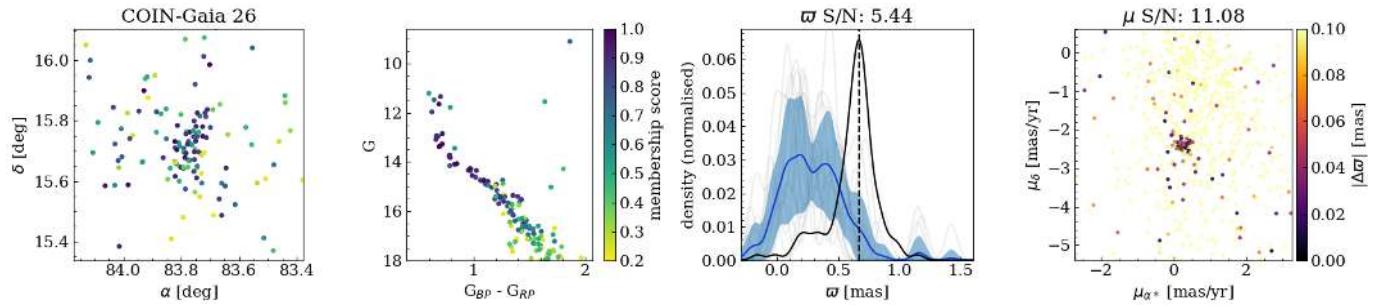 COIN-Gaia 26
16.0
15.8
15.6
15.4
84.0 83.8 83.6 83.4
δ [deg]
α [deg]
10
12
14
16
18
1 2
G
G_BP - G_RP
1.0
0.9
0.8
0.7
0.6
0.5
0.4
0.3
0.2
membership score
ϖ S/N: 5.44
0.06
0.05
0.04
0.03
0.02
0.01
0.00
0.0 0.5 1.0 1.5
density (normalised)
ϖ [mas]
μ S/N: 11.08
0
−1
−2
−3
−4
−5
−2 0 2
μ_δ [mas/yr]
μ_α* [mas/yr]
0.10
0.08
0.06
0.04
0.02
0.00
|Δϖ| [mas]